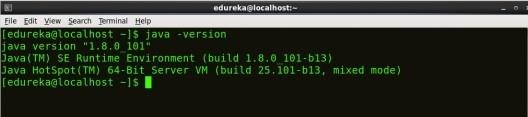 edureka@localhost:~
File Edit View Search Terminal Help
[edureka@localhost ~]$ java -version
java version "1.8.0_101"
Java(TM) SE Runtime Environment (build 1.8.0_101-b13)
Java HotSpot(TM) 64-Bit Server VM (build 25.101-b13, mixed mode)
[edureka@localhost ~]$